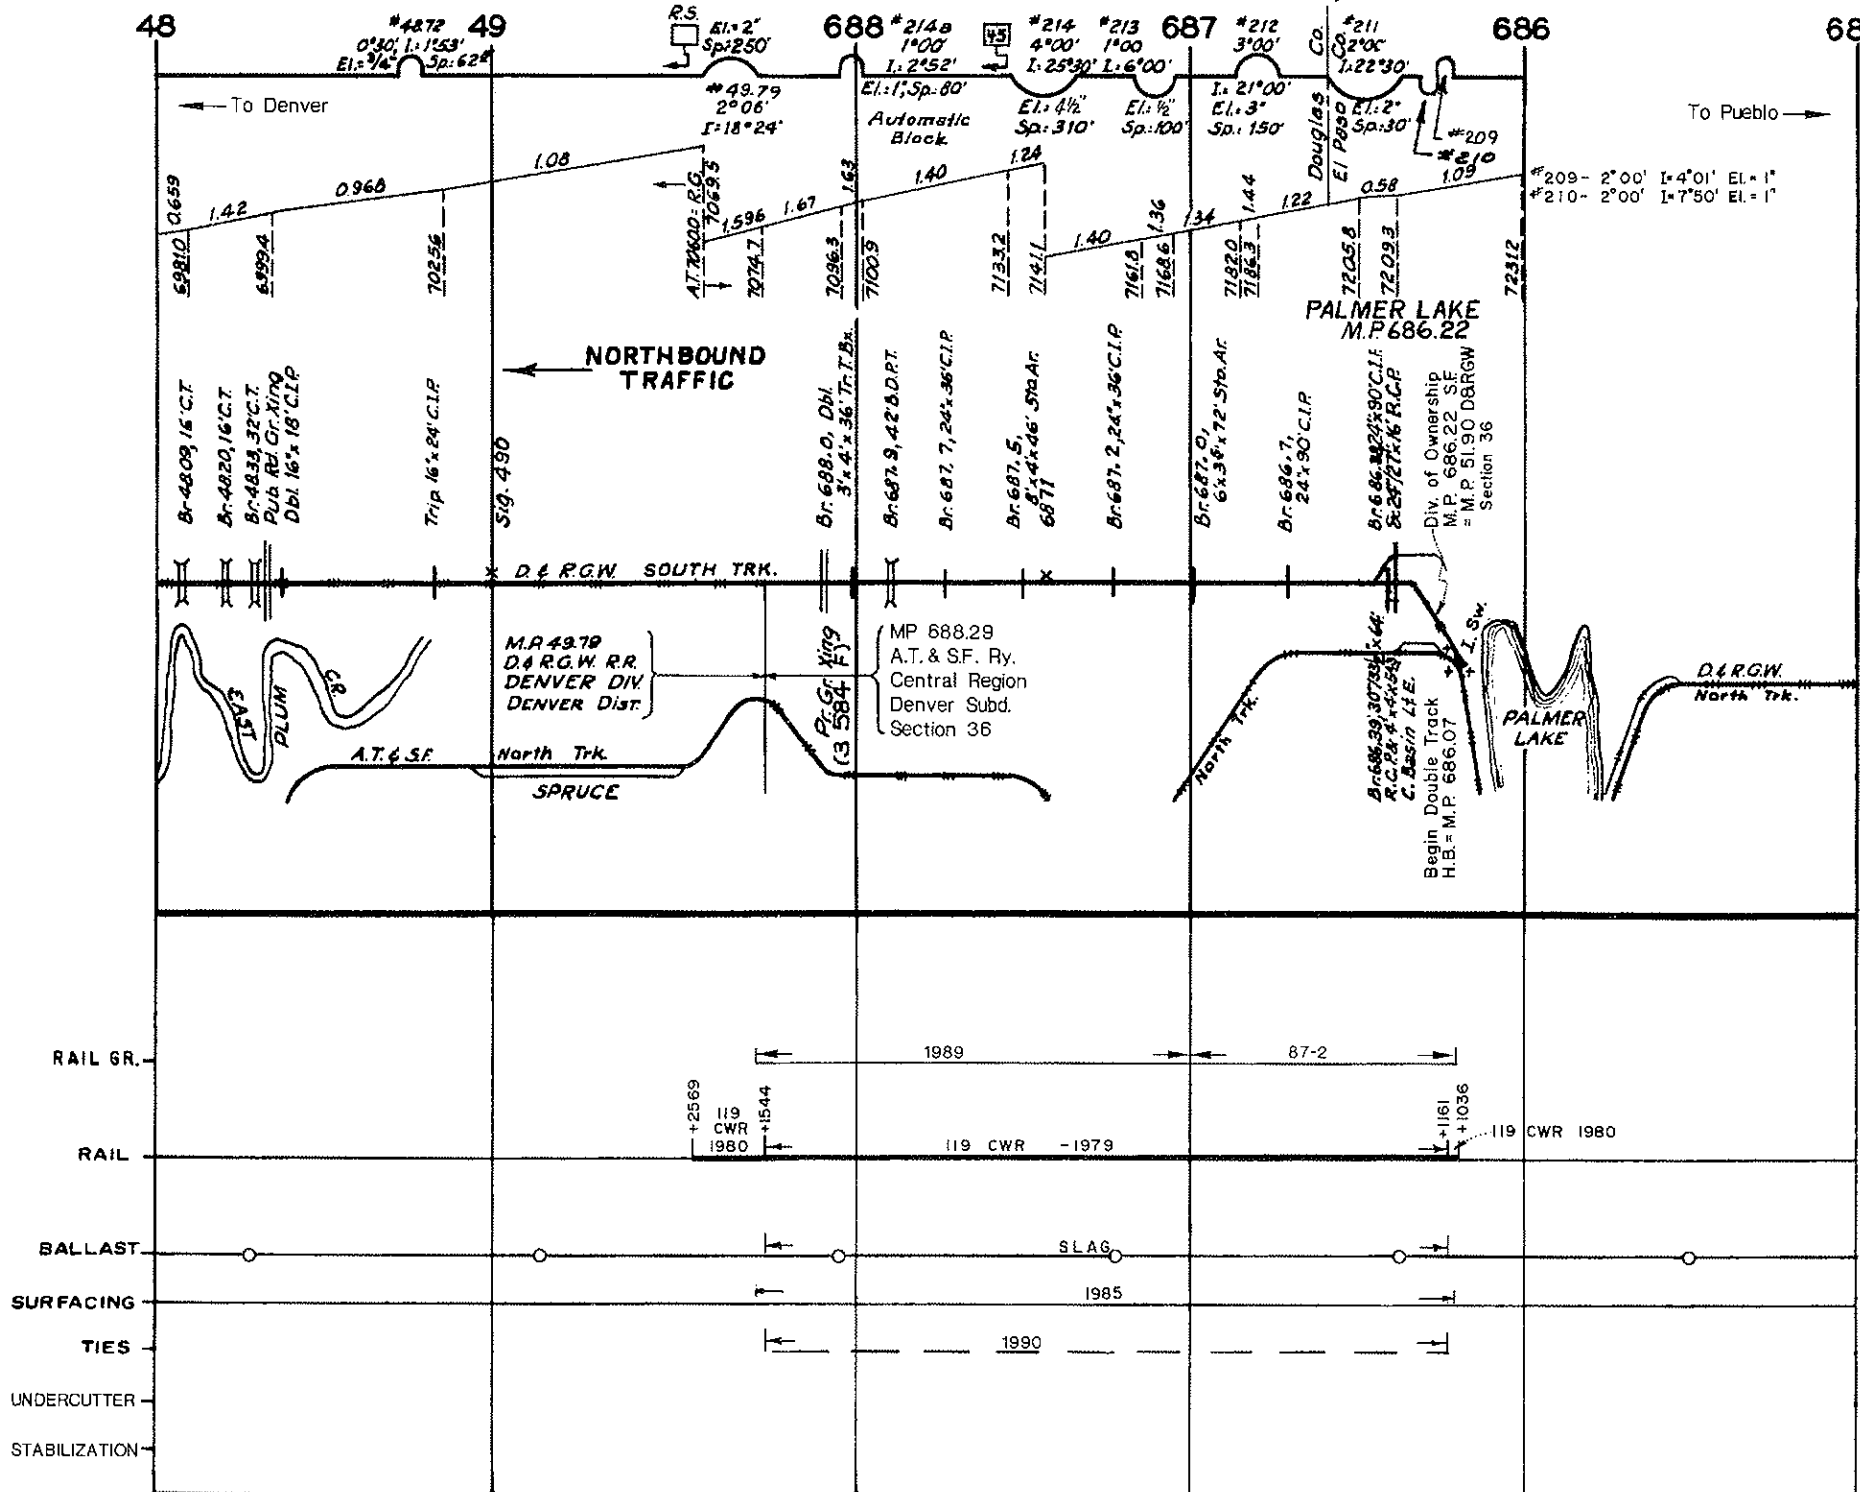 48
49
688
687
686
68
#48.72
0°30', I.: 1°53'
El.= 3/4" Sp.: 62'
R.S.
El.= 2"
Sp.: 250'
#49.79
2°06'
I= 18°24'
#214a
1°00'
I.: 2°52'
El.: 1", Sp.: 80'
Automatic
Block
45
#214
4°00'
I.: 25°30'
El.: 4½"
Sp.: 310'
#213
1°00
I.: 6°00'
El.: ½"
Sp.: 100'
#212
3°00'
I.: 21°00'
El.: 3"
Sp.: 150'
Douglas Co.
El Paso Co.
#211
2°00'
I.: 22°30'
El.: 2"
Sp.: 30'
#209
#210
To Denver
To Pueblo
#209- 2°00' I= 4°01' El.= 1"
#210- 2°00' I= 7°50' El.= 1"
0.659
1.42
0.968
1.08
1.596
1.67
1.63
1.40
1.24
1.40
1.36
1.34
1.44
1.22
0.58
1.09
6981.0
6999.4
7025.6
A.T. 7060.0 = R.G. 7069.5
7074.7
7096.3
7100.9
7133.2
7141.1
7161.8
7168.6
7182.0
7186.3
7205.8
7209.3
7231.2
PALMER LAKE
M.P. 686.22
NORTHBOUND
TRAFFIC
Br. 48.09, 16' C.T.
Br. 48.20, 16' C.T.
Br. 48.33, 32' C.T.
Pub. Rd. Gr. Xing
Dbl. 16" x 18' C.I.P.
Trip. 16" x 24' C.I.P.
Sig. 490
Br. 688.0, Dbl.
3' x 4' x 36' Tr. T. Bx.
Br. 687.9, 42' B.D.P.T.
Br. 687.7, 24" x 36' C.I.P.
Br. 687.5,
8' x 4' x 46' Sto. Ar.
6871
Br. 687.2, 24" x 36' C.I.P.
Br. 687.0,
6' x 3.6' x 72' Sto. Ar.
Br. 686.7,
24" x 90' C.I.P.
Div. of Ownership
M.P. 686.22 S.F.
= M.P. 51.90 D&RGW
Section 36
D. & R.G.W. SOUTH TRK.
M.P. 49.79
D. & R.G.W. R.R.
DENVER DIV.
DENVER DIST.
MP 688.29
A.T. & S.F. Ry.
Central Region
Denver Subd.
Section 36
Pr. Gr. Xing
(3 584 F)
EAST
PLUM
CR.
A.T. & S.F. North Trk.
SPRUCE
North Trk.
C. Basin Lt E.
Begin Double Track
H.B. = M.P. 686.07
I. Sw.
PALMER
LAKE
D. & R.G.W.
North Trk.
RAIL GR.
1989
87-2
+2569
119
CWR
1980
+1544
RAIL
119 CWR -1979
+1161
+1036
119 CWR 1980
BALLAST
SLAG
SURFACING
1985
TIES
1990
UNDERCUTTER
STABILIZATION